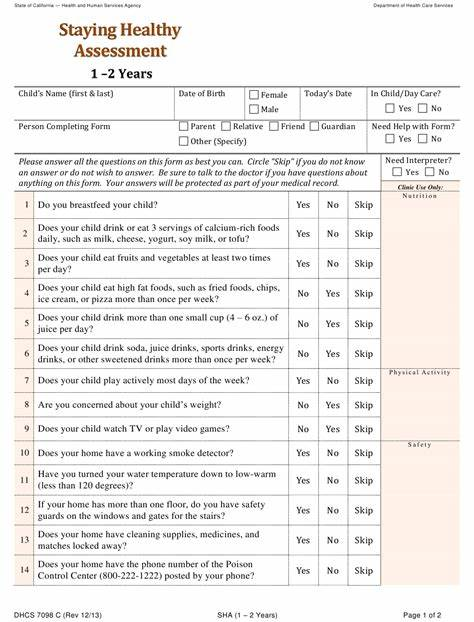 State of California — Health and Human Services Agency
Department of Health Care Services
Staying Healthy
Assessment
1 –2 Years
Child's Name (first & last)
Date of Birth
Female
Male
Today's Date
In Child/Day Care?
Yes No
Person Completing Form
Parent Relative Friend Guardian
Other (Specify)
Need Help with Form?
Yes No
Please answer all the questions on this form as best you can. Circle "Skip" if you do not know
an answer or do not wish to answer. Be sure to talk to the doctor if you have questions about
anything on this form. Your answers will be protected as part of your medical record.
Need Interpreter?
Yes No
Clinic Use Only:
Nutrition
1 Do you breastfeed your child? Yes No Skip
2 Does your child drink or eat 3 servings of calcium-rich foods
daily, such as milk, cheese, yogurt, soy milk, or tofu? Yes No Skip
3 Does your child eat fruits and vegetables at least two times
per day? Yes No Skip
4 Does your child eat high fat foods, such as fried foods, chips,
ice cream, or pizza more than once per week? Yes No Skip
5 Does your child drink more than one small cup (4 – 6 oz.) of
juice per day? Yes No Skip
6 Does your child drink soda, juice drinks, sports drinks, energy
drinks, or other sweetened drinks more than once per week? Yes No Skip
Physical Activity
7 Does your child play actively most days of the week? Yes No Skip
8 Are you concerned about your child's weight? Yes No Skip
9 Does your child watch TV or play video games? Yes No Skip
Safety
10 Does your home have a working smoke detector? Yes No Skip
11 Have you turned your water temperature down to low-warm
(less than 120 degrees)? Yes No Skip
12 If your home has more than one floor, do you have safety
guards on the windows and gates for the stairs? Yes No Skip
13 Does your home have cleaning supplies, medicines, and
matches locked away? Yes No Skip
14 Does your home have the phone number of the Poison
Control Center (800-222-1222) posted by your phone? Yes No Skip
DHCS 7098 C (Rev 12/13)
SHA (1 – 2 Years)
Page 1 of 2